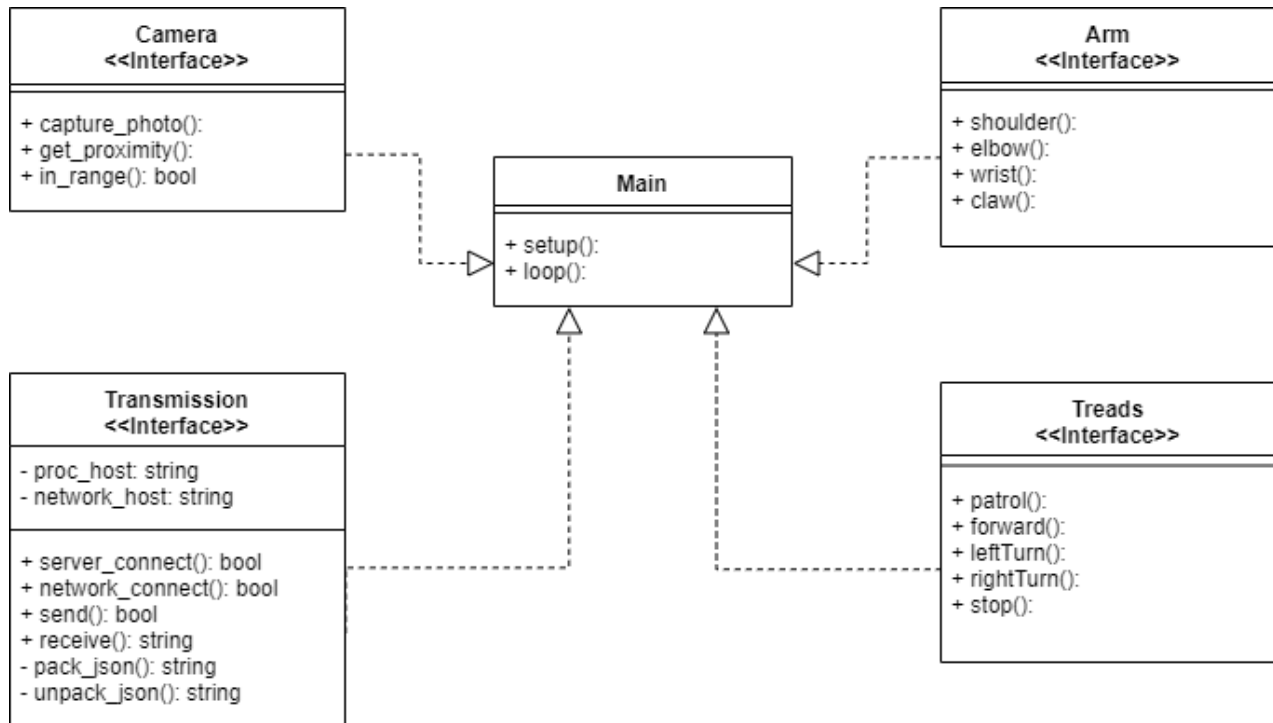 Camera
<<Interface>>
+ capture_photo():
+ get_proximity():
+ in_range(): bool
Arm
<<Interface>>
+ shoulder():
+ elbow():
+ wrist():
+ claw():
Main
+ setup():
+ loop():
Transmission
<<Interface>>
- proc_host: string
- network_host: string
+ server_connect(): bool
+ network_connect(): bool
+ send(): bool
+ receive(): string
- pack_json(): string
- unpack_json(): string
Treads
<<Interface>>
+ patrol():
+ forward():
+ leftTurn():
+ rightTurn():
+ stop():